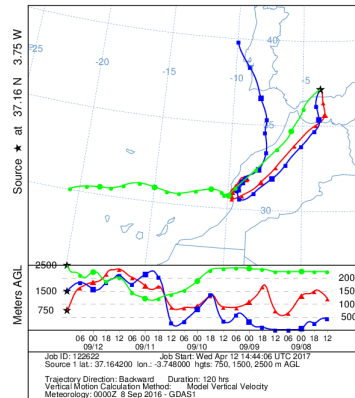 Source ★ at 37.16 N 3.75 W
-25
-20
-15
-10
-5
40
35
30
Meters AGL
2500
1500
750
200
150
100
500
06 00 18 12 06 00 18 12 06 00 18 12 06 00 18 12 06 00 18 12
09/12 09/11 09/10 09/09 09/08
Job ID: 122622 Job Start: Wed Apr 12 14:44:06 UTC 2017
Source 1 lat.: 37.164200 lon.: -3.748000 hgts: 750, 1500, 2500 m AGL
Trajectory Direction: Backward Duration: 120 hrs
Vertical Motion Calculation Method: Model Vertical Velocity
Meteorology: 0000Z 8 Sep 2016 - GDAS1